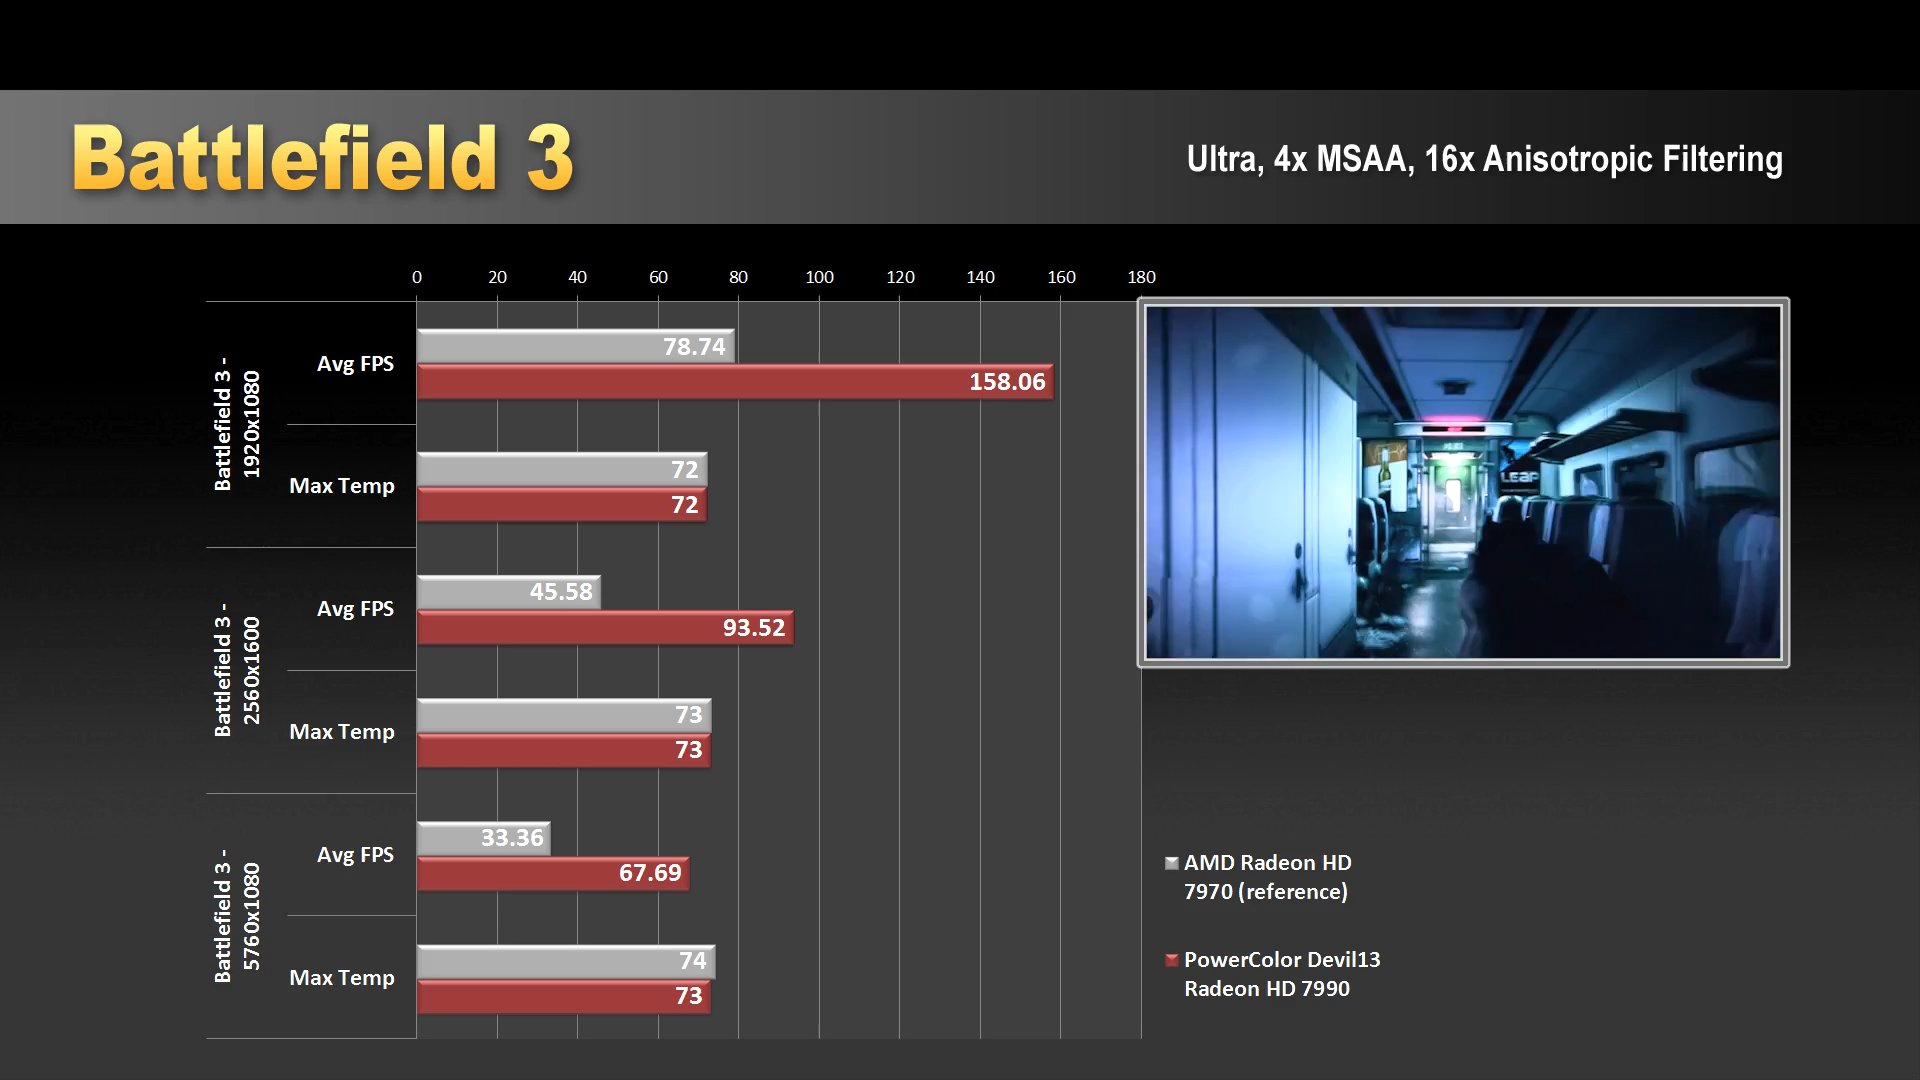 Battlefield 3
Ultra, 4x MSAA, 16x Anisotropic Filtering
0 20 40 60 80 100 120 140 160 180
Battlefield 3 -
1920x1080
Avg FPS
78.74
158.06
Max Temp
72
72
Battlefield 3 -
2560x1600
Avg FPS
45.58
93.52
Max Temp
73
73
Battlefield 3 -
5760x1080
Avg FPS
33.36
67.69
Max Temp
74
73
LEAP
AMD Radeon HD
7970 (reference)
PowerColor Devil13
Radeon HD 7990